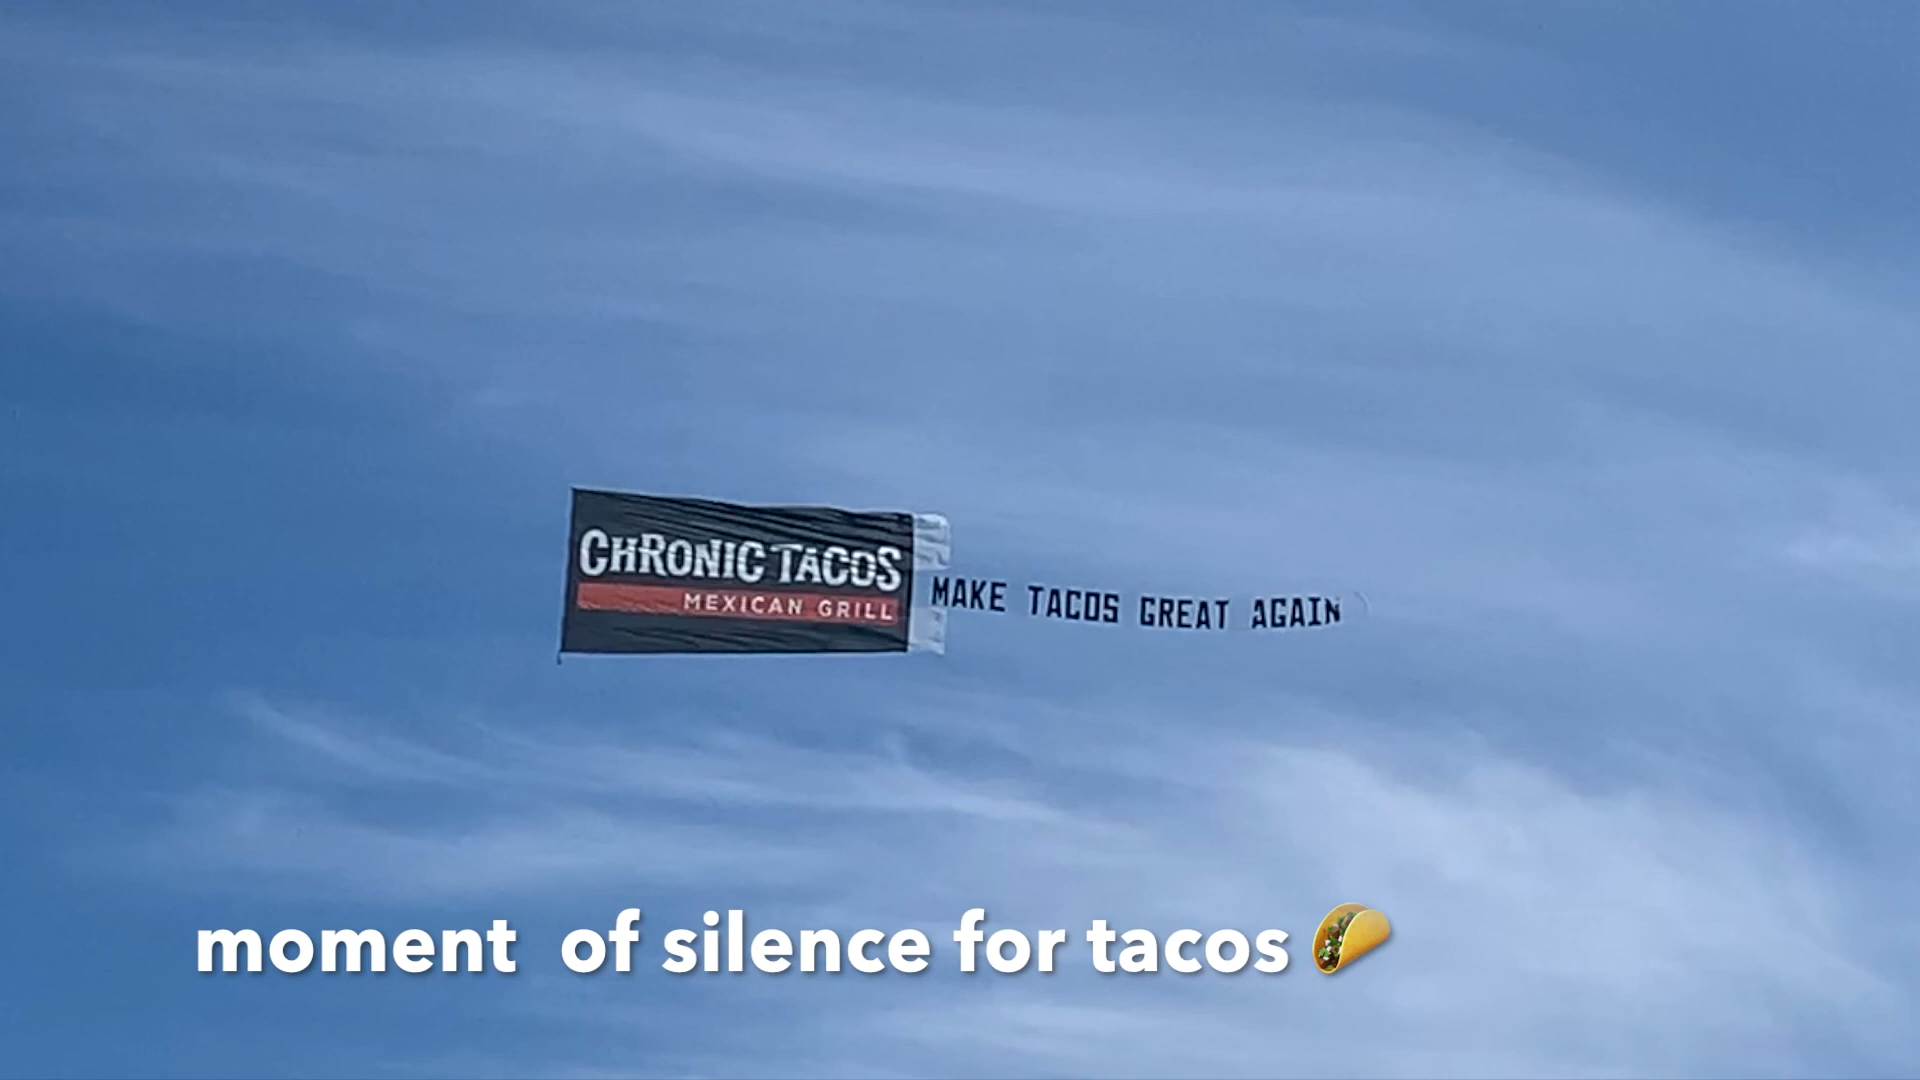 CHRONIC TACOS
MEXICAN GRILL
MAKE TACOS GREAT AGAIN
moment of silence for tacos 🌮